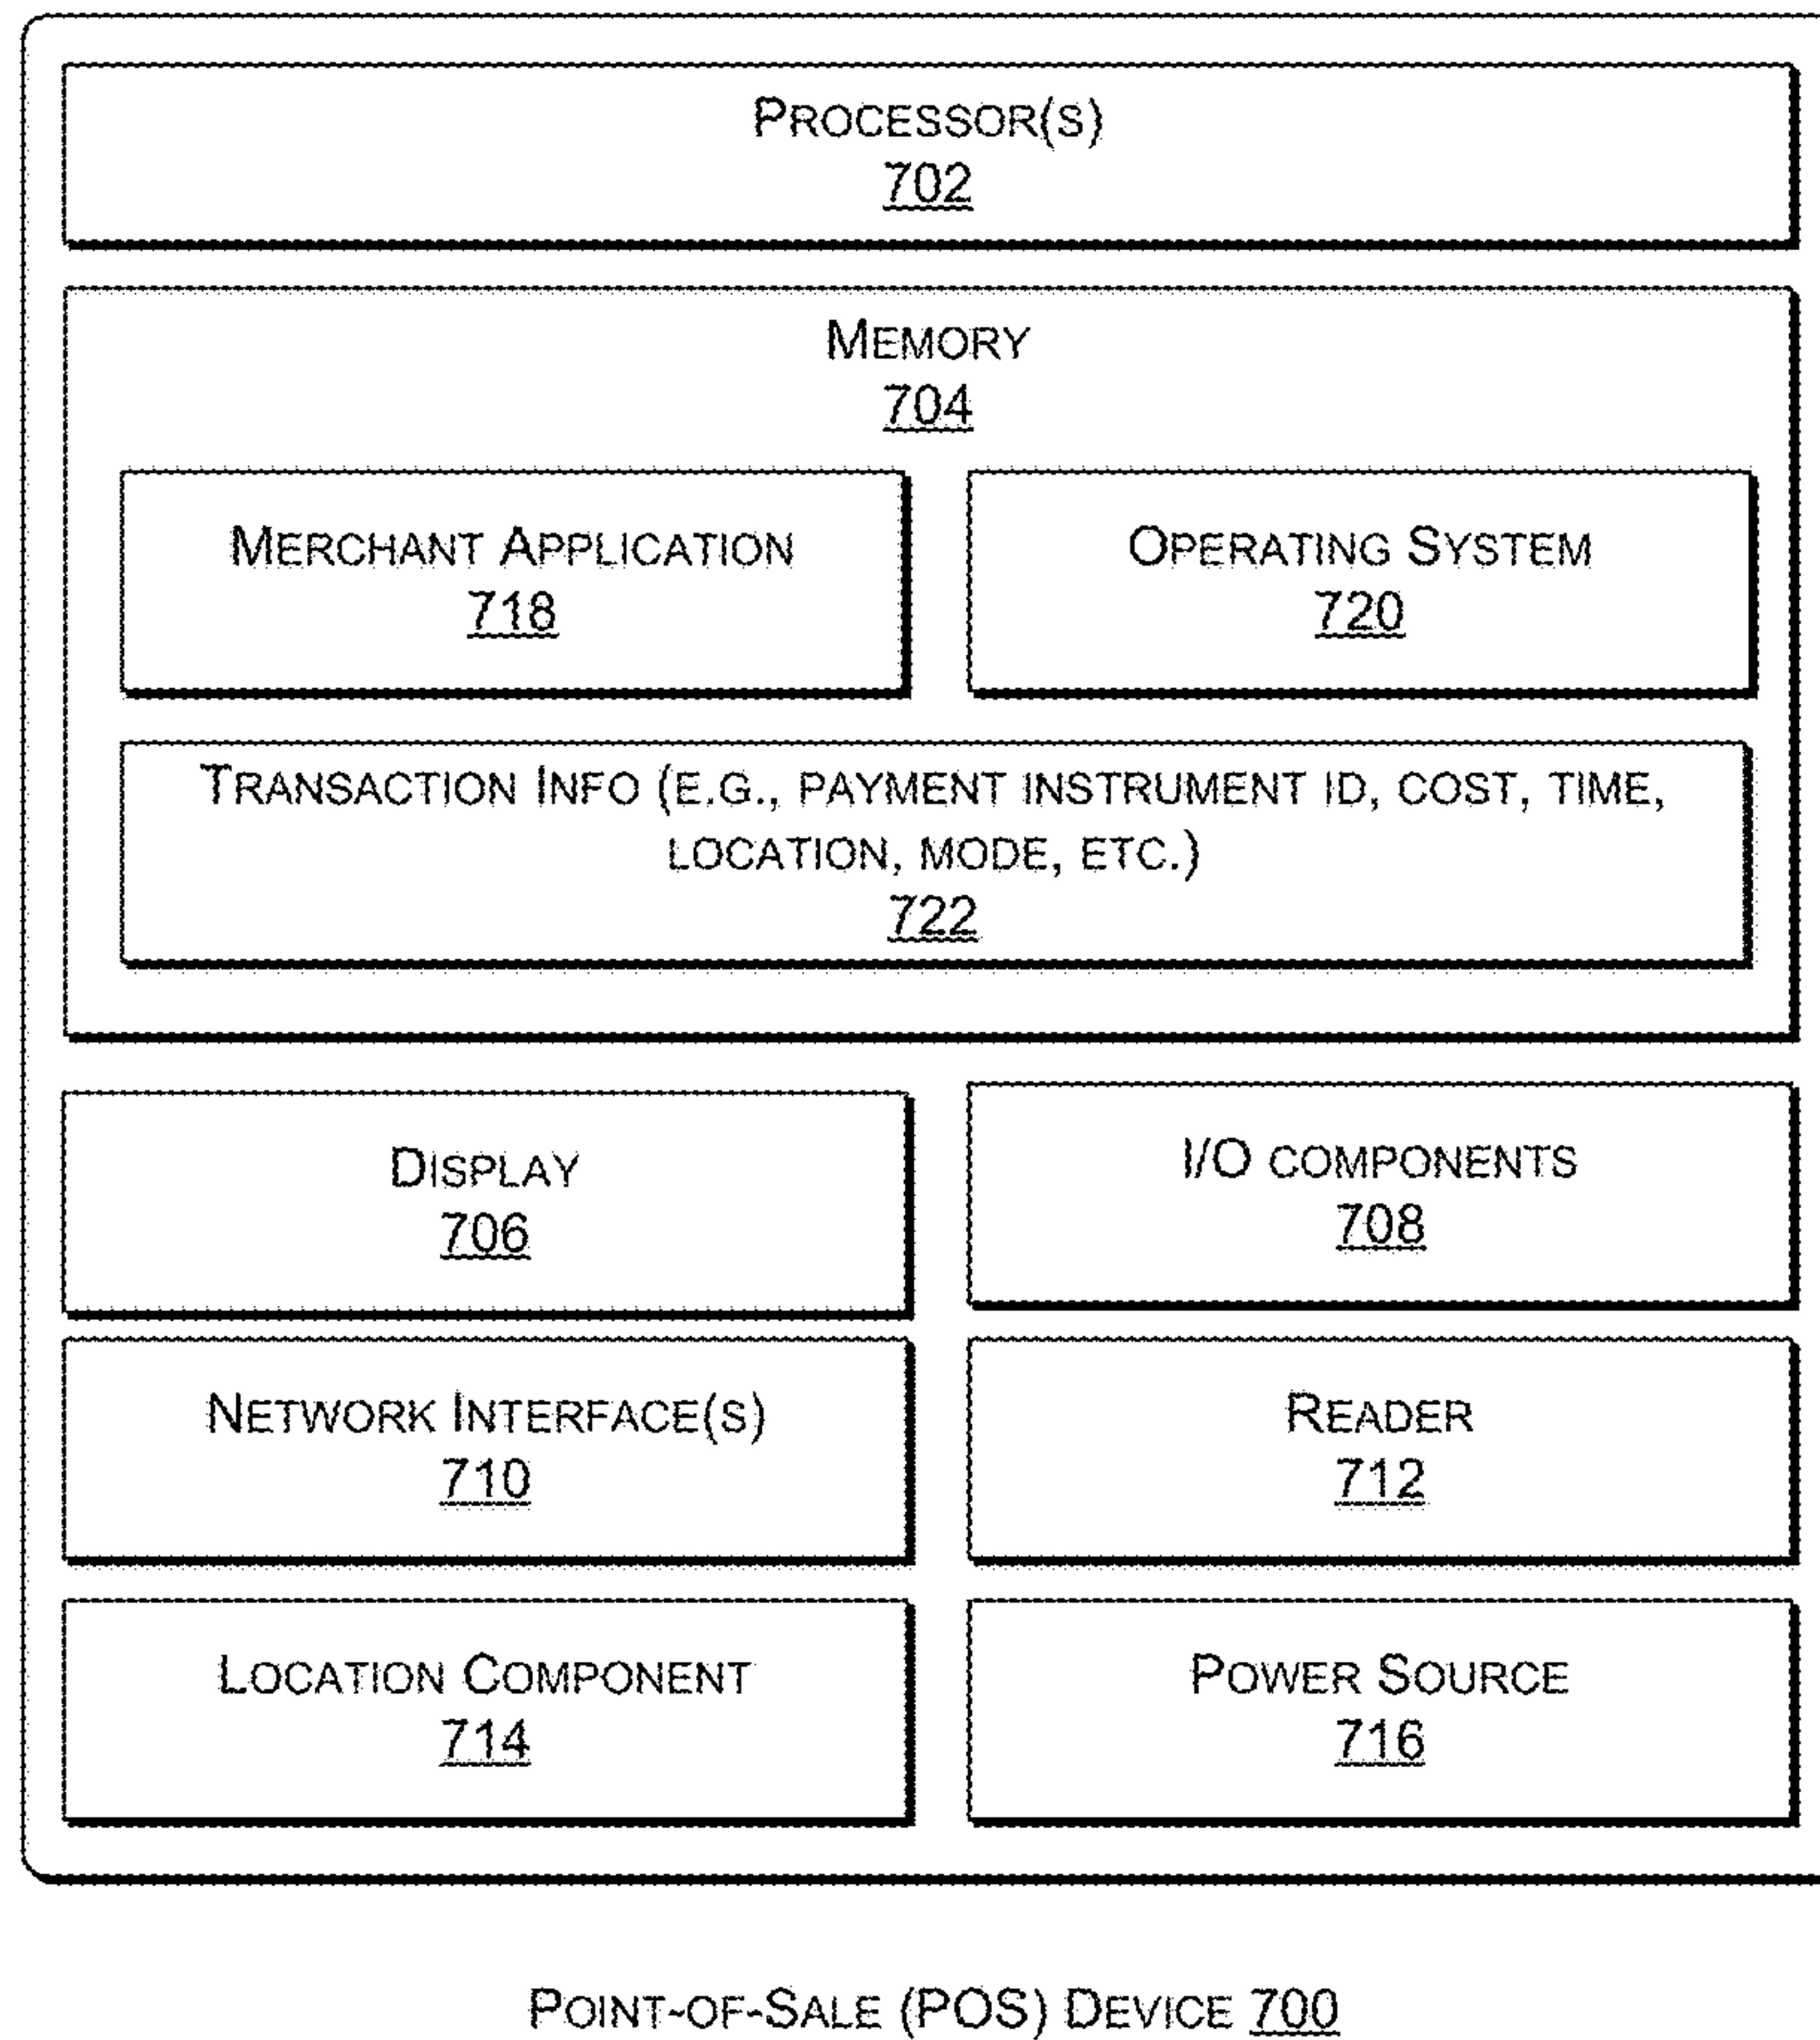 PROCESSOR(S)
702
MEMORY
704
MERCHANT APPLICATION
718
OPERATING SYSTEM
720
TRANSACTION INFO (E.G., PAYMENT INSTRUMENT ID, COST, TIME,
LOCATION, MODE, ETC.)
722
DISPLAY
706
I/O COMPONENTS
708
NETWORK INTERFACE(S)
710
READER
712
LOCATION COMPONENT
714
POWER SOURCE
716
POINT-OF-SALE (POS) DEVICE 700